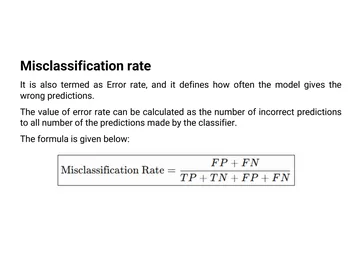 Misclassification rate
It is also termed as Error rate, and it defines how often the model gives the
wrong predictions.
The value of error rate can be calculated as the number of incorrect predictions
to all number of the predictions made by the classifier.
The formula is given below:
Misclassification Rate = \frac{FP + FN}{TP + TN + FP + FN}